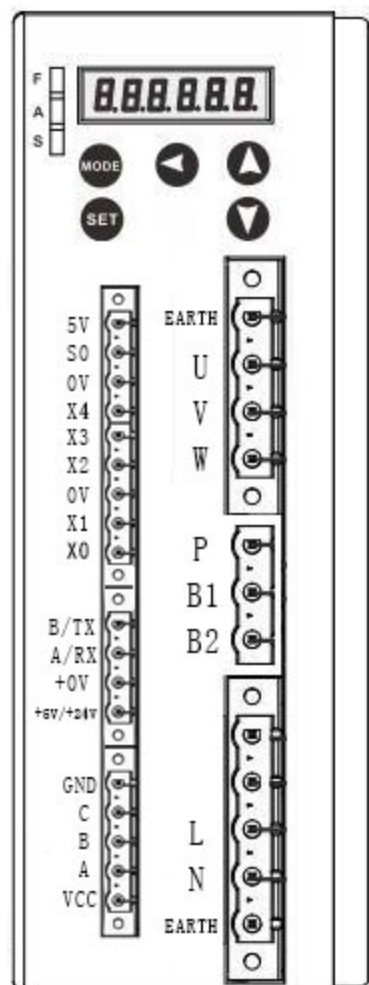 F
A
S
8.8.8.8.8.8.
MODE
SET
5V
S0
0V
X4
X3
X2
0V
X1
X0
B/TX
A/RX
+0V
+6V/+24V
GND
C
B
A
VCC
EARTH
U
V
W
P
B1
B2
L
N
EARTH